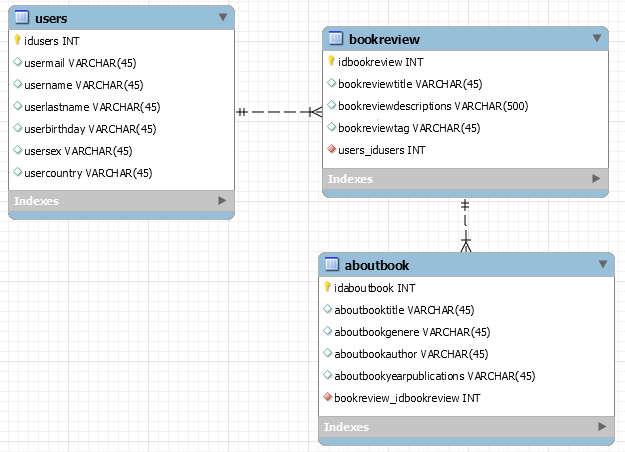 users
idusers INT
usermail VARCHAR(45)
username VARCHAR(45)
userlastname VARCHAR(45)
userbirthday VARCHAR(45)
usersex VARCHAR(45)
usercountry VARCHAR(45)
Indexes
bookreview
idbookreview INT
bookreviewtitle VARCHAR(45)
bookreviewdescriptions VARCHAR(500)
bookreviewtag VARCHAR(45)
users_idusers INT
Indexes
aboutbook
idaboutbook INT
aboutbooktitle VARCHAR(45)
aboutbookgenere VARCHAR(45)
aboutbookauthor VARCHAR(45)
aboutbookyearpublications VARCHAR(45)
bookreview_idbookreview INT
Indexes